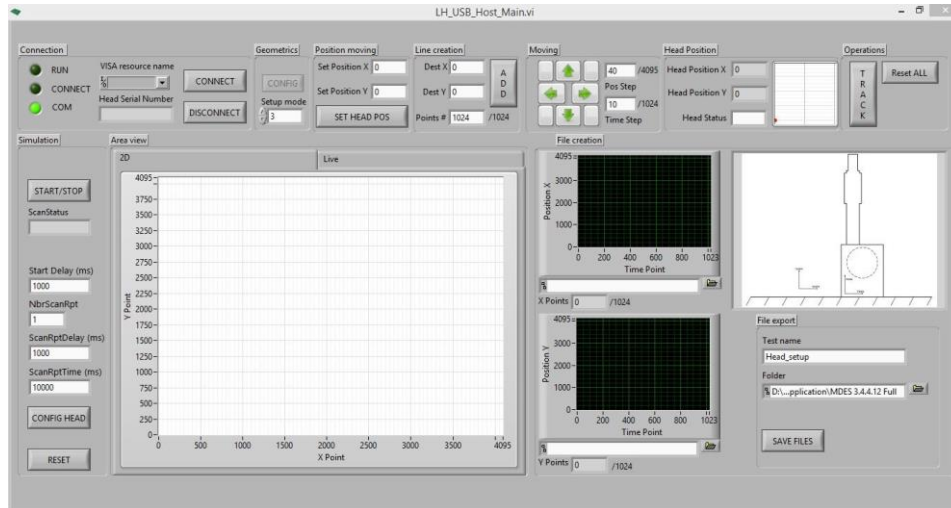 LH_USB_Host_Main.vi
Connection
RUN
CONNECT
COM
VISA resource name
Head Serial Number
CONNECT
DISCONNECT
Geometrics
CONFIG
Setup mode
3
Position moving
Set Position X 0
Set Position Y 0
SET HEAD POS
Line creation
Dest X 0
Dest Y 0
Points # 1024 /1024
ADD
Moving
40 /4095
Pos Step
10 /1024
Time Step
Head Position
Head Position X 0
Head Position Y 0
Head Status
Operations
TRACK
Reset ALL
Simulation
START/STOP
ScanStatus
Start Delay (ms)
1000
NbrScanRpt
1
ScanRptDelay (ms)
1000
ScanRptTime (ms)
10000
CONFIG HEAD
RESET
Area view
2D
Live
Y Point
4095
3750
3500
3250
3000
2750
2500
2250
2000
1750
1500
1250
1000
750
500
250
0
0 500 1000 1500 2000 2500 3000 3500 4095
X Point
File creation
Position X
4095
3000
2000
1000
0
0 200 400 600 800 1023
Time Point
X Points 0 /1024
Position Y
4095
3000
2000
1000
0
0 200 400 600 800 1023
Time Point
Y Points 0 /1024
File export
Test name
Head_setup
Folder
D:\...pplication\MDES 3.4.4.12 Full
SAVE FILES